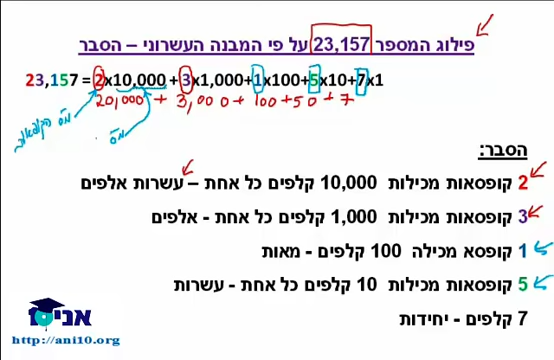 פילוג המספר 23,157 על פי המבנה העשרוני – הסבר
23,157 = 2x10,000 + 3x1,000+1x100+5x10+7x1
20,000 + 3,000 + 100+50 + 7
הסבר:
2 קופסאות מכילות 10,000 קלפים כל אחת – עשרות אלפים
3 קופסאות מכילות 1,000 קלפים כל אחת - אלפים
1 קופסא מכילה 100 קלפים - מאות
5 קופסאות מכילות 10 קלפים כל אחת - עשרות
7 קלפים - יחידות
אני10
http://ani10.org